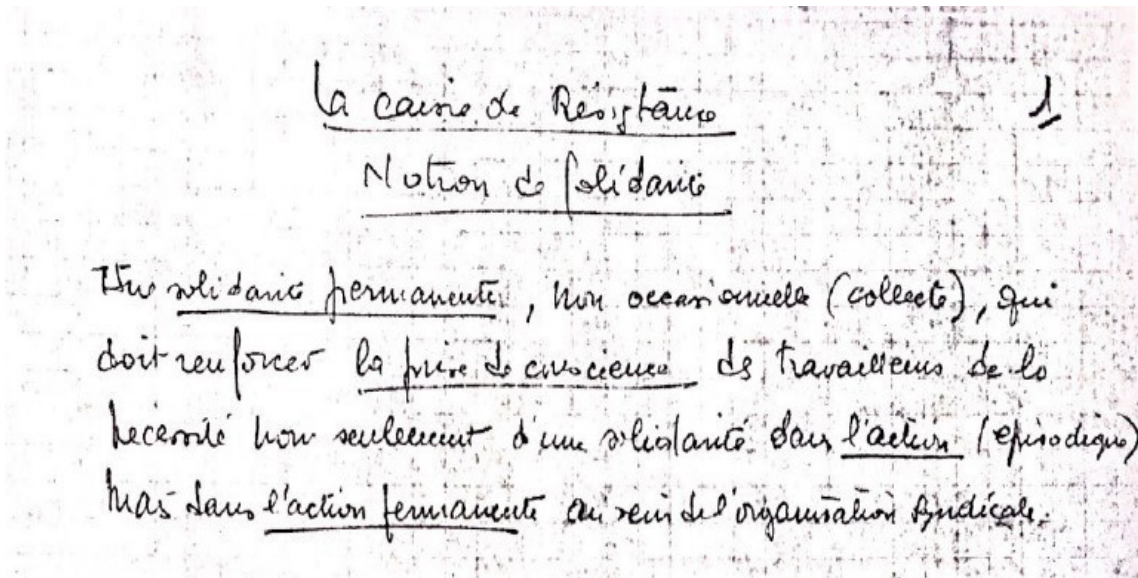 La caisse de Résistance
1
Notion de solidarité
Une solidarité permanente, non occasionnelle (collecte), qui
doit renforcer la prise de conscience des travailleurs de la
nécessité non seulement d'une solidarité dans l'action (épisodique)
mais dans l'action permanente au sein de l'organisation syndicale.